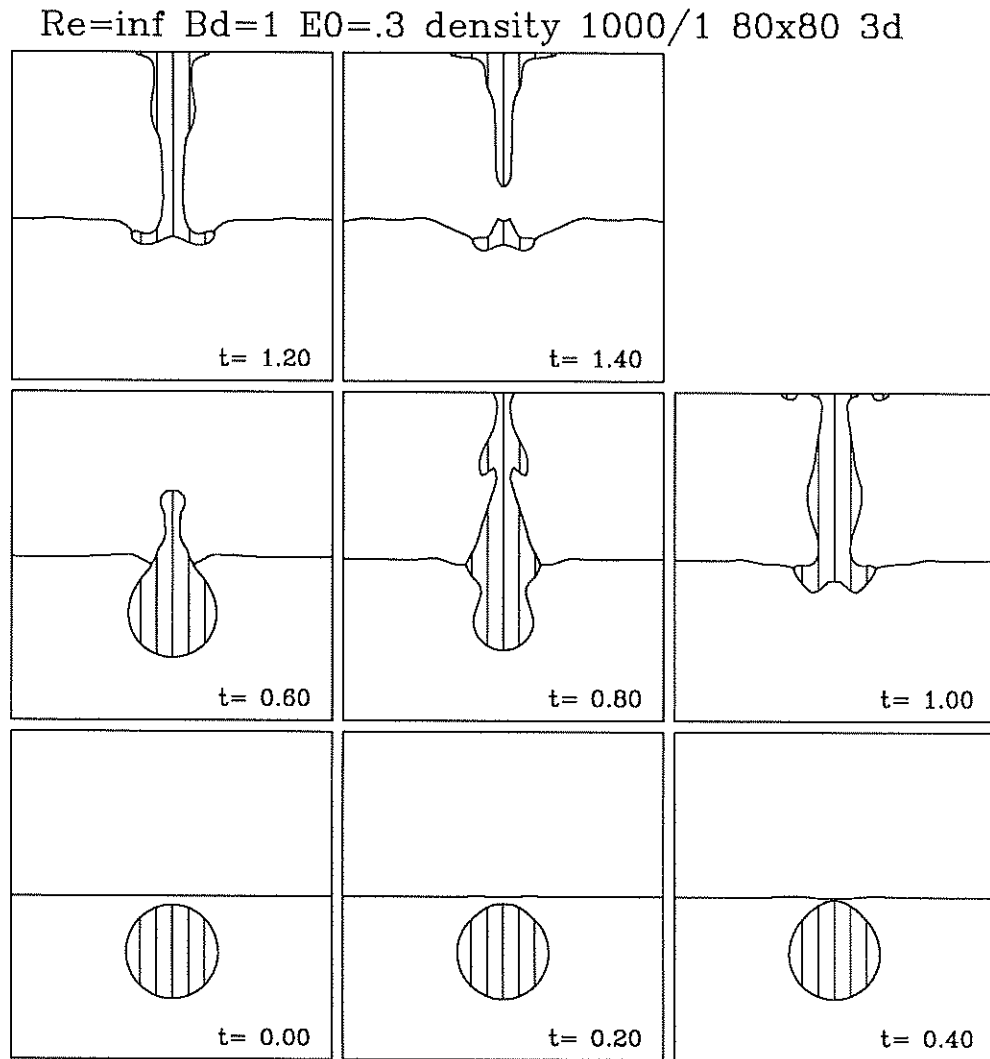 Re=inf Bd=1 E0=.3 density 1000/1 80x80 3d
t= 1.20
t= 1.40
t= 0.60
t= 0.80
t= 1.00
t= 0.00
t= 0.20
t= 0.40